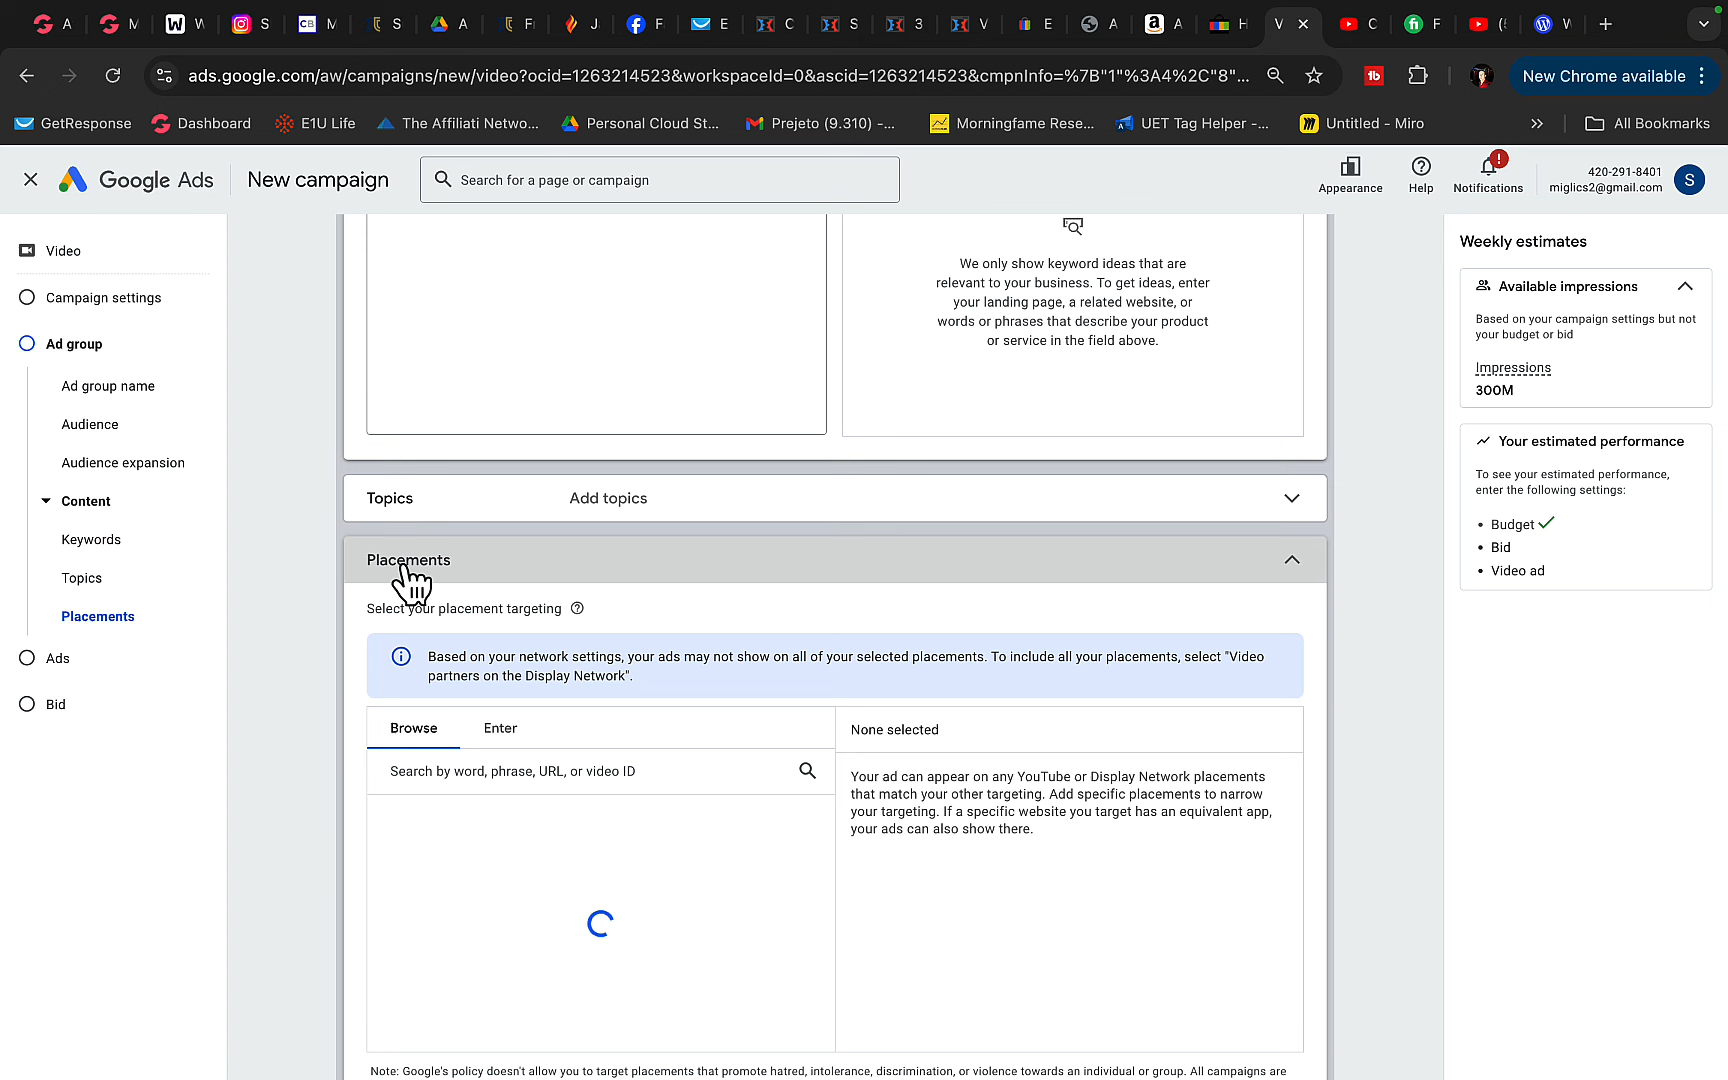 A
M
W
S
M
S
A
F
J
F
E
C
S
3
V
E
A
A
H
V
C
F
(
W
ads.google.com/aw/campaigns/new/video?ocid=1263214523&workspaceId=0&ascid=1263214523&cmpnInfo=%7B"1"%3A4%2C"8"...
New Chrome available
GetResponse
Dashboard
E1U Life
The Affiliati Netwo...
Personal Cloud St...
Prejeto (9.310) -...
Morningfame Rese...
UET Tag Helper -...
Untitled - Miro
All Bookmarks
Google Ads
New campaign
Search for a page or campaign
Appearance
Help
Notifications
420-291-8401
miglics2@gmail.com
S
Video
Campaign settings
Ad group
Ad group name
Audience
Audience expansion
Content
Keywords
Topics
Placements
Ads
Bid
We only show keyword ideas that are
relevant to your business. To get ideas, enter
your landing page, a related website, or
words or phrases that describe your product
or service in the field above.
Topics
Add topics
Placements
Select your placement targeting
Based on your network settings, your ads may not show on all of your selected placements. To include all your placements, select "Video
partners on the Display Network".
Browse
Enter
Search by word, phrase, URL, or video ID
None selected
Your ad can appear on any YouTube or Display Network placements
that match your other targeting. Add specific placements to narrow
your targeting. If a specific website you target has an equivalent app,
your ads can also show there.
Note: Google's policy doesn't allow you to target placements that promote hatred, intolerance, discrimination, or violence towards an individual or group. All campaigns are
Weekly estimates
Available impressions
Based on your campaign settings but not
your budget or bid
Impressions
300M
Your estimated performance
To see your estimated performance,
enter the following settings:
Budget
Bid
Video ad